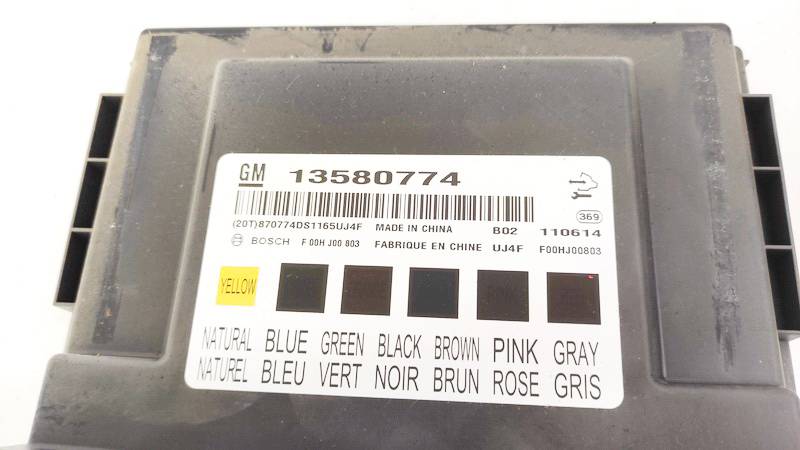 GM 13580774
369
(20T)870774DS1165UJ4F MADE IN CHINA B02 110614
BOSCH F 00H J00 803 FABRIQUE EN CHINE UJ4F F00HJ00803
YELLOW
NATURAL BLUE GREEN BLACK BROWN PINK GRAY
NATUREL BLEU VERT NOIR BRUN ROSE GRIS